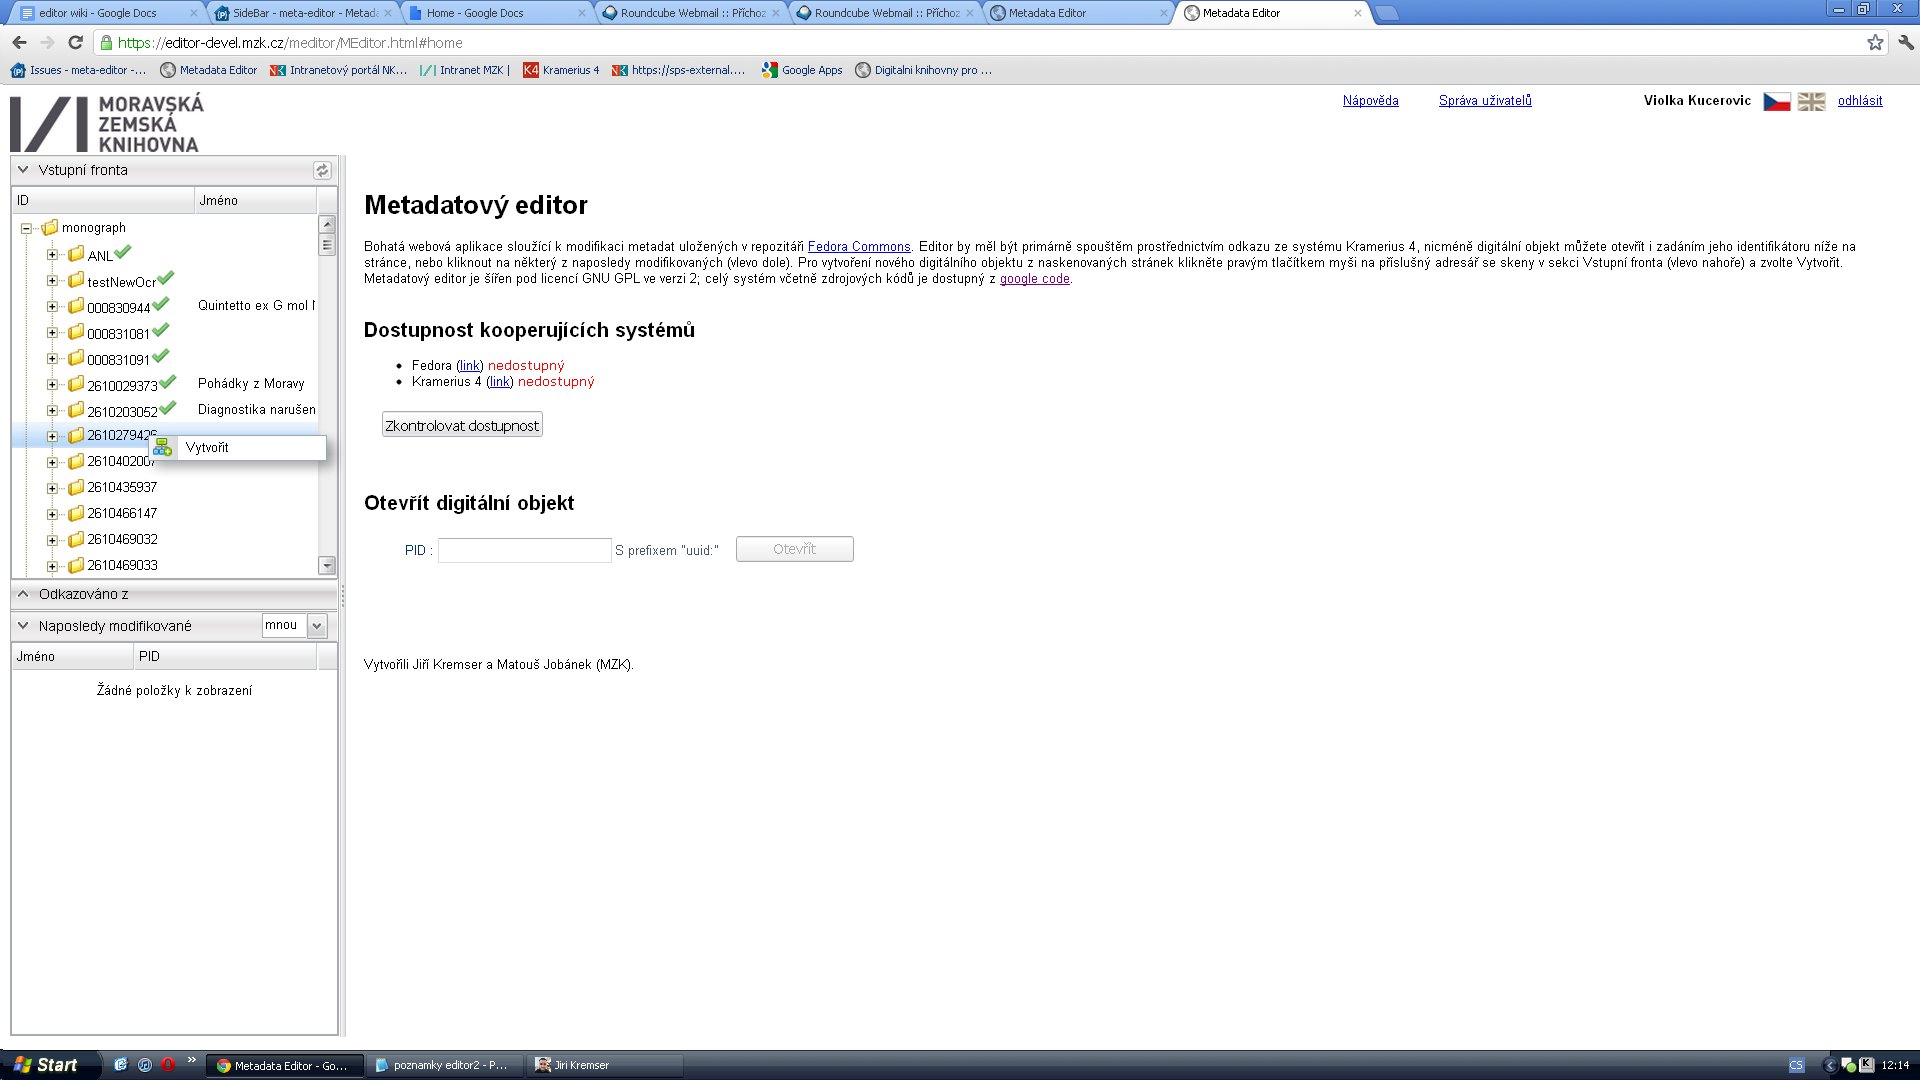 editor wiki - Google Docs
SideBar - meta-editor - Metada
Home - Google Docs
Roundcube Webmail :: Příchoz
Roundcube Webmail :: Příchoz
Metadata Editor
Metadata Editor
https://editor-devel.mzk.cz/meditor/MEditor.html#home
Issues - meta-editor -...
Metadata Editor
Intranetový portál NK...
Intranet MZK |
K4 Kramerius 4
https://sps-external....
Google Apps
Digitalni knihovny pro ...
MORAVSKÁ
ZEMSKÁ
KNIHOVNA
Nápověda
Správa uživatelů
Violka Kucerovic
odhlásit
Vstupní fronta
ID
Jméno
monograph
ANL
testNewOcr
000830944
Quintetto ex G mol
000831081
000831091
2610029373
Pohádky z Moravy
2610203052
Diagnostika narušen
2610279426
Vytvořit
2610402007
2610435937
2610466147
2610469032
2610469033
Odkazováno z
Naposledy modifikované
mnou
Jméno
PID
Žádné položky k zobrazení
Metadatový editor
Bohatá webová aplikace sloužící k modifikaci metadat uložených v repozitáři Fedora Commons. Editor by měl být primárně spouštěm prostřednictvím odkazu ze systému Kramerius 4, nicméně digitální objekt můžete otevřít i zadáním jeho identifikátoru níže na
stránce, nebo kliknout na některý z naposledy modifikovaných (vlevo dole). Pro vytvoření nového digitálního objektu z naskenovaných stránek klikněte pravým tlačítkem myši na příslušný adresář se skeny v sekci Vstupní fronta (vlevo nahoře) a zvolte Vytvořit.
Metadatový editor je šířen pod licencí GNU GPL ve verzi 2; celý systém včetně zdrojových kódů je dostupný z google code.
Dostupnost kooperujících systémů
Fedora (link) nedostupný
Kramerius 4 (link) nedostupný
Zkontrolovat dostupnost
Otevřít digitální objekt
PID :
S prefixem "uuid:"
Otevřít
Vytvořili Jiří Kremser a Matouš Jobánek (MZK).
Start
Metadata Editor - Go...
poznamky editor2 - P...
Jiri Kremser
CS
12:14